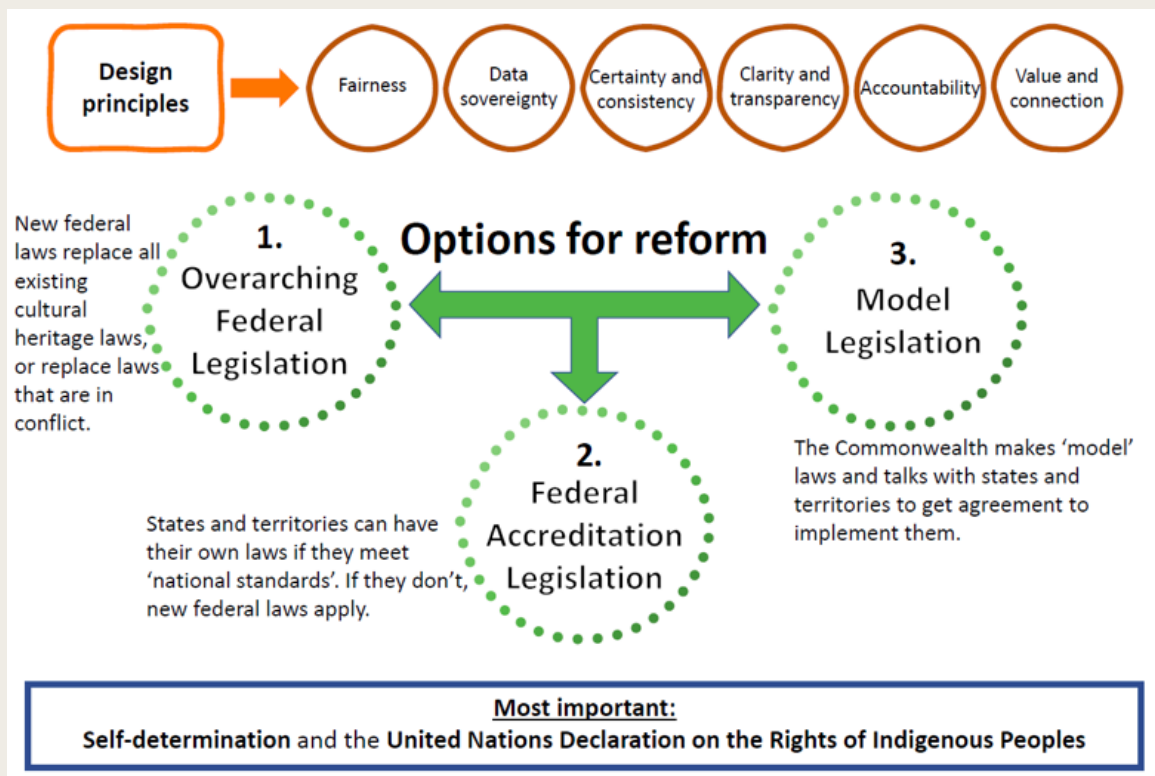 Design
principles
Fairness
Data
sovereignty
Certainty and
consistency
Clarity and
transparency
Accountability
Value and
connection
Options for reform
New federal
laws replace all
existing
cultural
heritage laws,
or replace laws
that are in
conflict.
1.
Overarching
Federal
Legislation
3.
Model
Legislation
The Commonwealth makes ‘model’
laws and talks with states and
territories to get agreement to
implement them.
2.
Federal
Accreditation
Legislation
States and territories can have
their own laws if they meet
‘national standards’. If they don’t,
new federal laws apply.
Most important:
Self-determination and the United Nations Declaration on the Rights of Indigenous Peoples